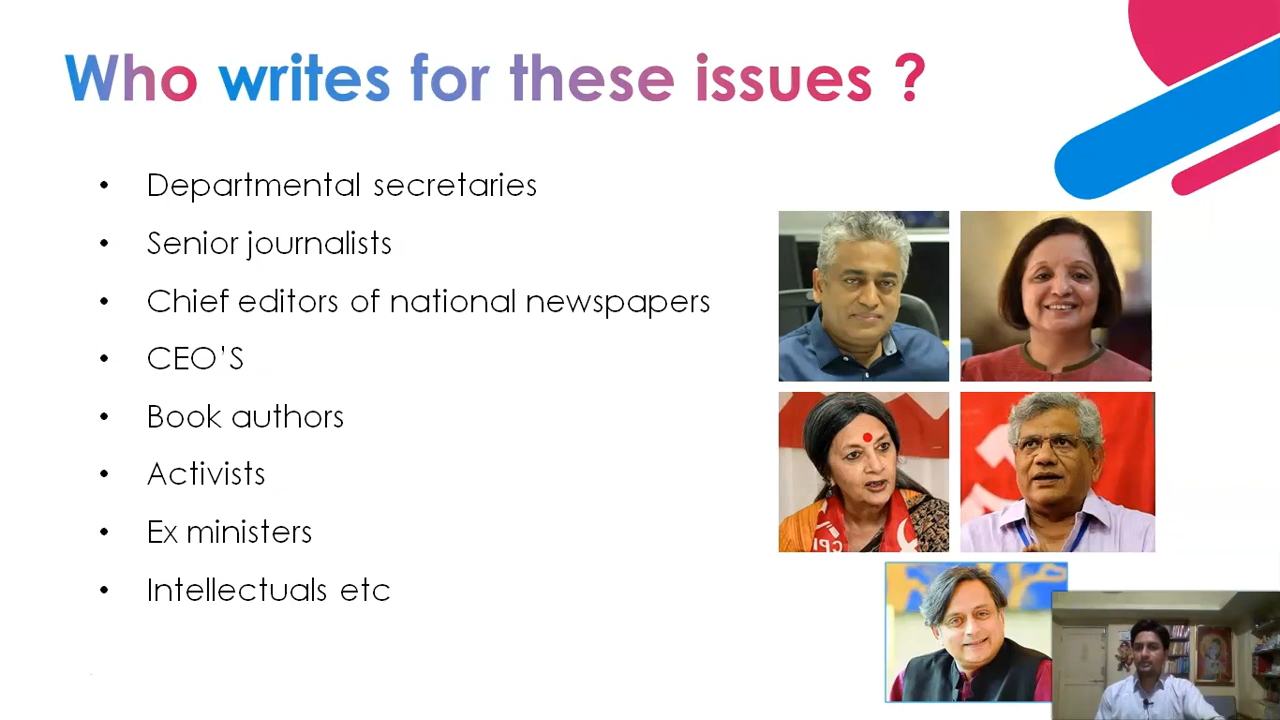 Who writes for these issues ?
• Departmental secretaries
• Senior journalists
• Chief editors of national newspapers
• CEO'S
• Book authors
• Activists
• Ex ministers
• Intellectuals etc
CPI